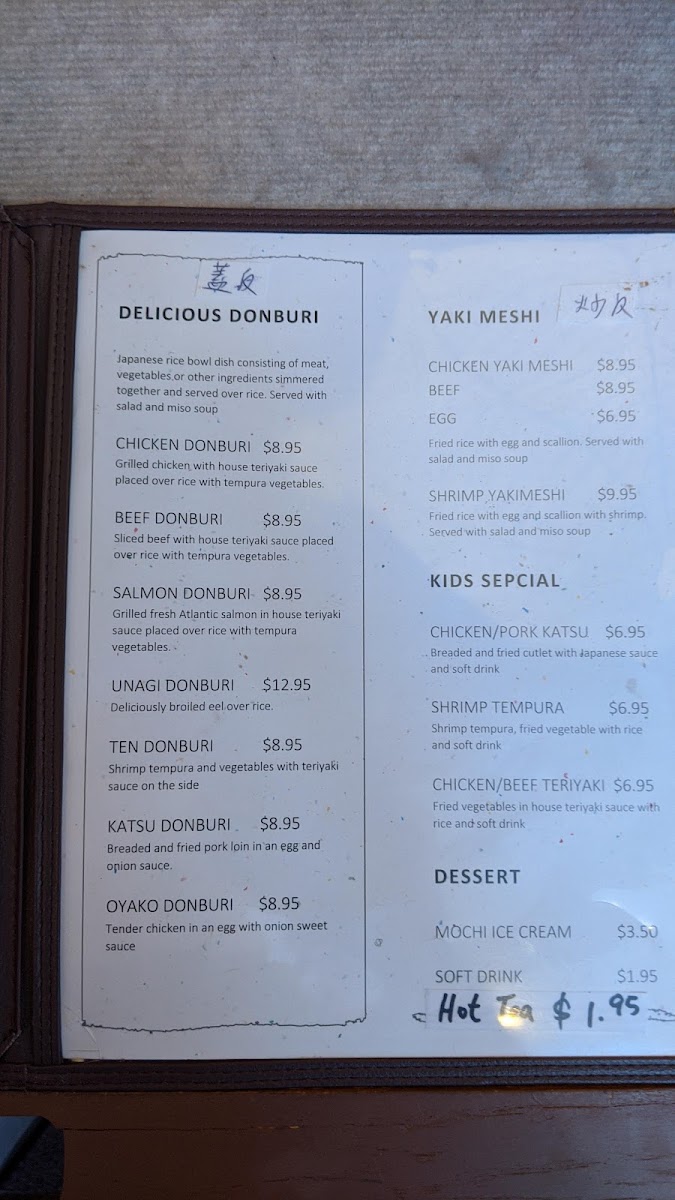 蓋反
DELICIOUS DONBURI
Japanese rice bowl dish consisting of meat,
vegetables or other ingredients simmered
together and served over rice. Served with
salad and miso soup
CHICKEN DONBURI $8.95
Grilled chicken with house teriyaki sauce
placed over rice with tempura vegetables.
BEEF DONBURI $8.95
Sliced beef with house teriyaki sauce placed
over rice with tempura vegetables.
SALMON DONBURI $8.95
Grilled fresh Atlantic salmon in house teriyaki
sauce placed over rice with tempura
vegetables.
UNAGI DONBURI $12.95
Deliciously broiled eel over rice.
TEN DONBURI $8.95
Shrimp tempura and vegetables with teriyaki
sauce on the side
KATSU DONBURI $8.95
Breaded and fried pork loin in an egg and
onion sauce.
OYAKO DONBURI $8.95
Tender chicken in an egg with onion sweet
sauce
炒反
YAKI MESHI
CHICKEN YAKI MESHI $8.95
BEEF $8.95
EGG $6.95
Fried rice with egg and scallion. Served with
salad and miso soup
SHRIMP YAKIMESHI $9.95
Fried rice with egg and scallion with shrimp.
Served with salad and miso soup
KIDS SEPCIAL
CHICKEN/PORK KATSU $6.95
Breaded and fried cutlet with Japanese sauce
and soft drink
SHRIMP TEMPURA $6.95
Shrimp tempura, fried vegetable with rice
and soft drink
CHICKEN/BEEF TERIYAKI $6.95
Fried vegetables in house teriyaki sauce with
rice and soft drink
DESSERT
MOCHI ICE CREAM $3.50
SOFT DRINK $1.95
Hot Tea $1.95